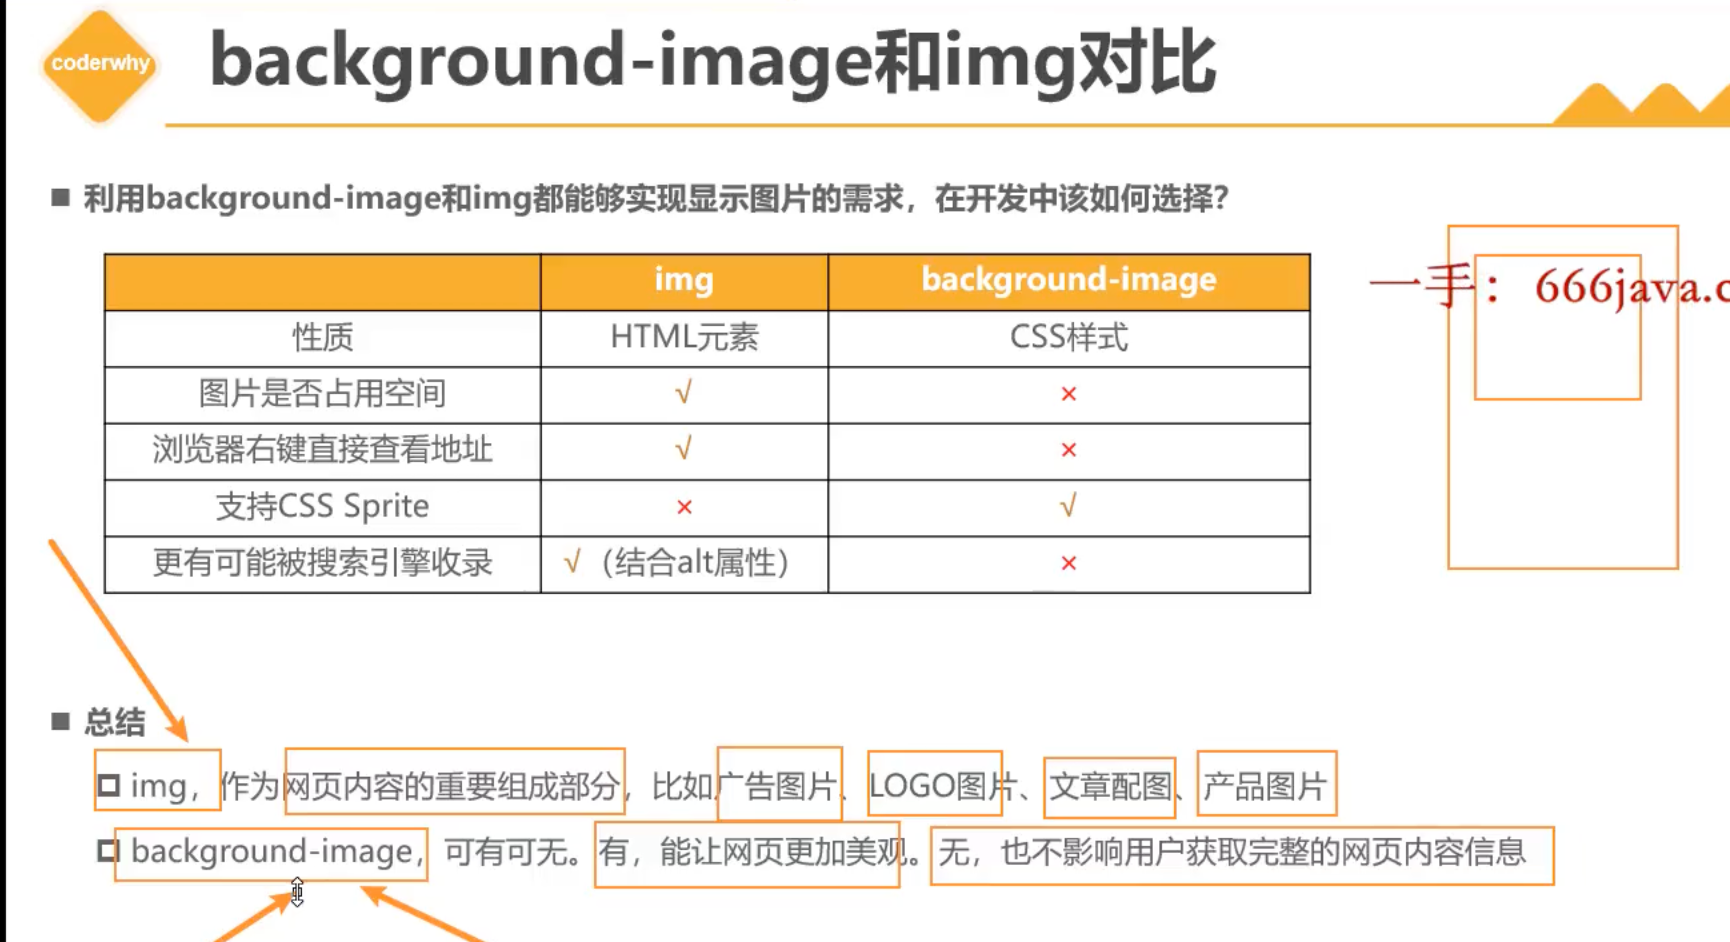 coderwhy
background-image和img对比
利用background-image和img都能够实现显示图片的需求，在开发中该如何选择？
一手： 666java.c
img background-image
性质 HTML元素 CSS样式
图片是否占用空间 √ ×
浏览器右键直接查看地址 √ ×
支持CSS Sprite × √
更有可能被搜索引擎收录 √（结合alt属性） ×
总结
img，作为网页内容的重要组成部分，比如广告图片、LOGO图片、文章配图、产品图片
background-image，可有可无。有，能让网页更加美观。无，也不影响用户获取完整的网页内容信息